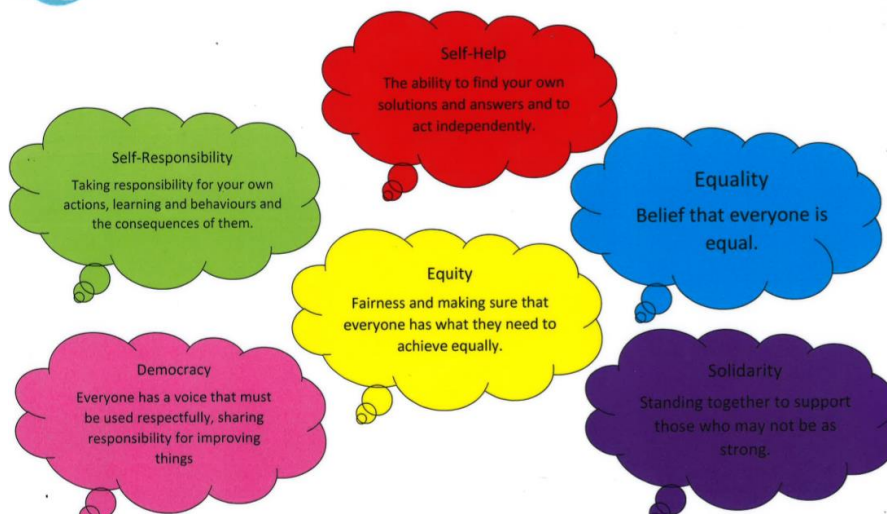 Self-Help
The ability to find your own
solutions and answers and to
act independently.
Self-Responsibility
Taking responsibility for your own
actions, learning and behaviours and
the consequences of them.
Equality
Belief that everyone is
equal.
Equity
Fairness and making sure that
everyone has what they need to
achieve equally.
Democracy
Everyone has a voice that must
be used respectfully, sharing
responsibility for improving
things
Solidarity
Standing together to support
those who may not be as
strong.